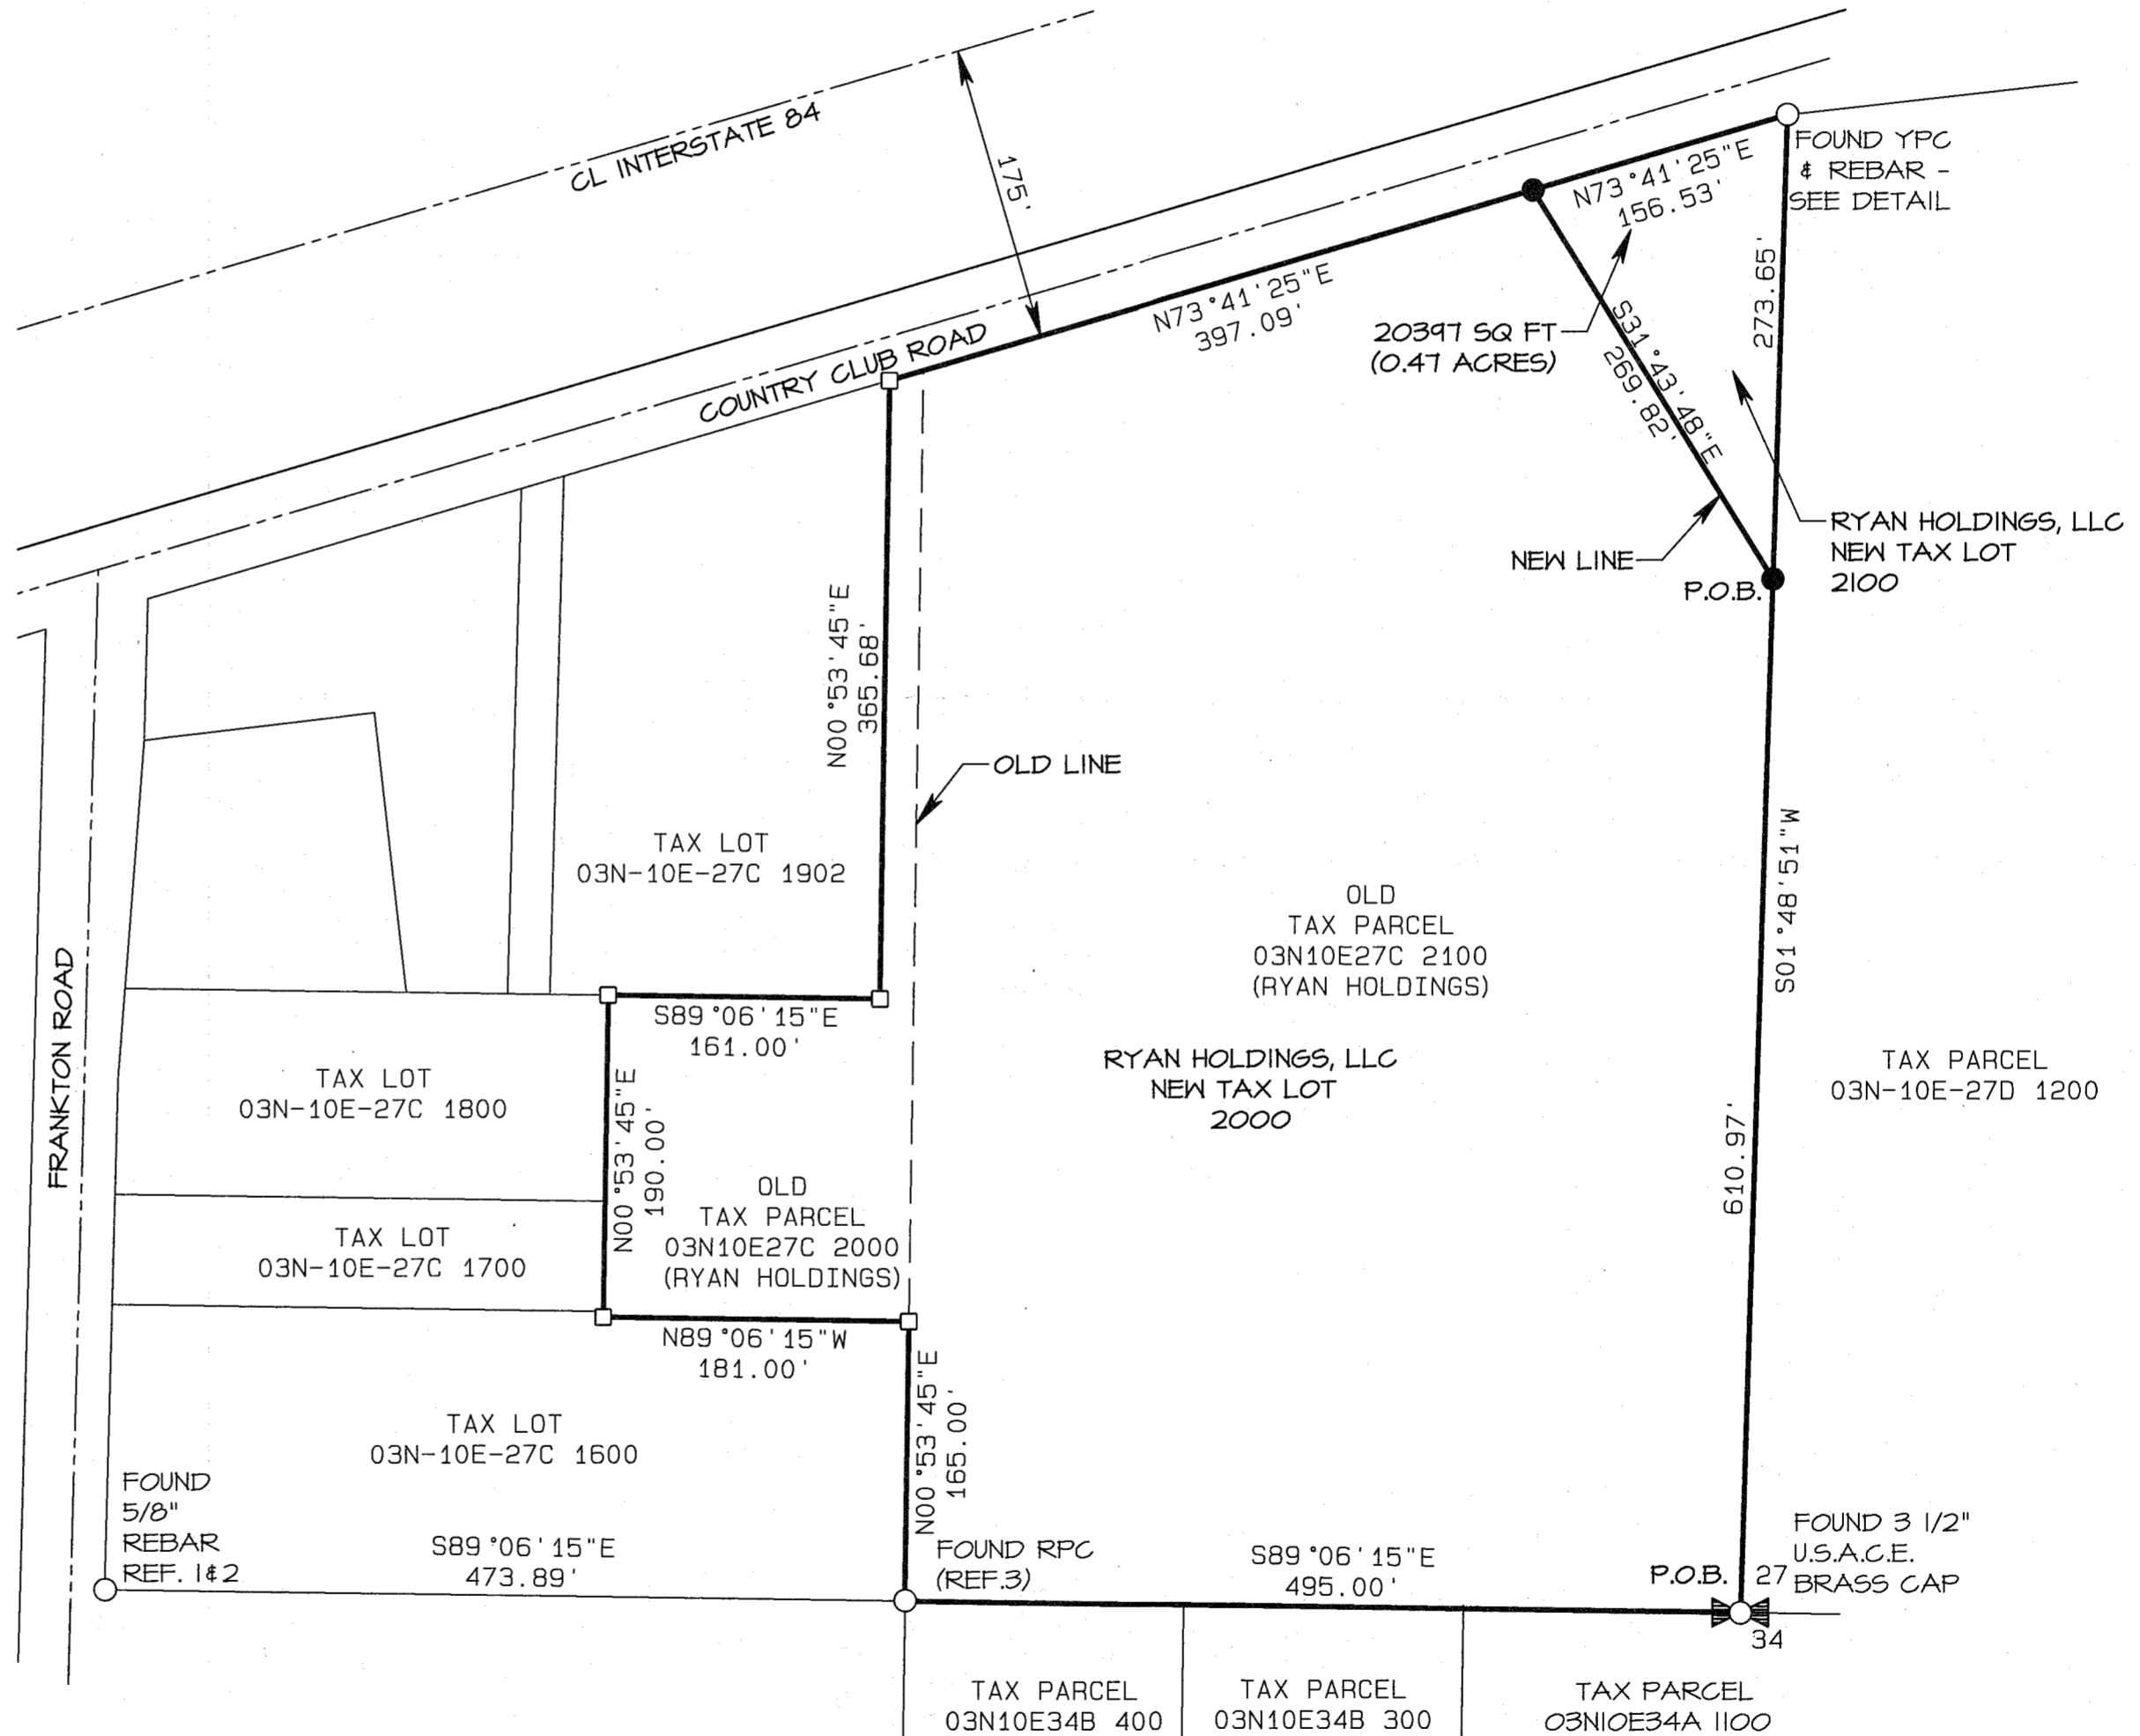 CL INTERSTATE 84
175'
FOUND YPC
& REBAR -
SEE DETAIL
N73°41'25"E
156.53'
273.65'
N73°41'25"E
397.09'
20397 SQ FT
(0.47 ACRES)
S31°43'48"E
269.82'
COUNTRY CLUB ROAD
RYAN HOLDINGS, LLC
NEW TAX LOT
2100
NEW LINE
P.O.B.
N00°53'45"E
365.68'
OLD LINE
TAX LOT
03N-10E-27C 1902
OLD
TAX PARCEL
03N10E27C 2100
(RYAN HOLDINGS)
S01°48'51"W
610.97'
FRANKTON ROAD
S89°06'15"E
161.00'
RYAN HOLDINGS, LLC
NEW TAX LOT
2000
TAX PARCEL
03N-10E-27D 1200
TAX LOT
03N-10E-27C 1800
N00°53'45"E
190.00'
OLD
TAX PARCEL
03N10E27C 2000
(RYAN HOLDINGS)
TAX LOT
03N-10E-27C 1700
N89°06'15"W
181.00'
N00°53'45"E
165.00'
TAX LOT
03N-10E-27C 1600
FOUND
5/8"
REBAR
REF. 1&2
S89°06'15"E
473.89'
FOUND RPC
(REF.3)
S89°06'15"E
495.00'
P.O.B.
27
34
FOUND 3 1/2"
U.S.A.C.E.
BRASS CAP
TAX PARCEL
03N10E34B 400
TAX PARCEL
03N10E34B 300
TAX PARCEL
03N10E34A 1100